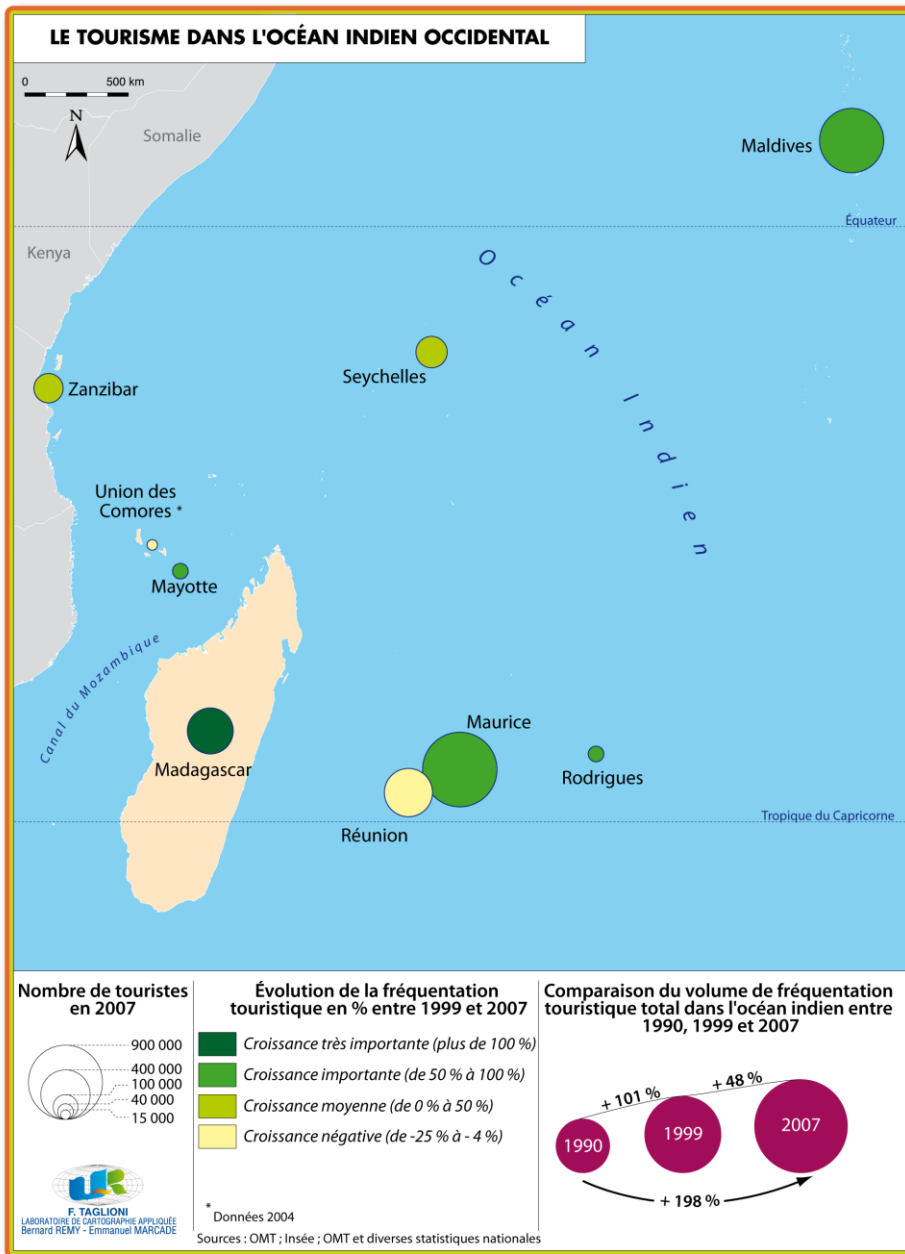 LE TOURISME DANS L'OCÉAN INDIEN OCCIDENTAL
0 500 km
N
Somalie
Maldives
Équateur
Kenya
Océan Indien
Seychelles
Zanzibar
Union des
Comores *
Mayotte
Canal du Mozambique
Maurice
Madagascar
Rodrigues
Tropique du Capricorne
Réunion
Nombre de touristes
en 2007
900 000
400 000
100 000
40 000
15 000
UR
F. TAGLIONI
LABORATOIRE DE CARTOGRAPHIE APPLIQUÉE
Bernard REMY - Emmanuel MARCADE
Évolution de la fréquentation
touristique en % entre 1999 et 2007
Croissance très importante (plus de 100 %)
Croissance importante (de 50 % à 100 %)
Croissance moyenne (de 0 % à 50 %)
Croissance négative (de -25 % à - 4 %)
* Données 2004
Sources : OMT ; Insée ; OMT et diverses statistiques nationales
Comparaison du volume de fréquentation
touristique total dans l'océan indien entre
1990, 1999 et 2007
+ 101 %
+ 48 %
1990
1999
2007
+ 198 %